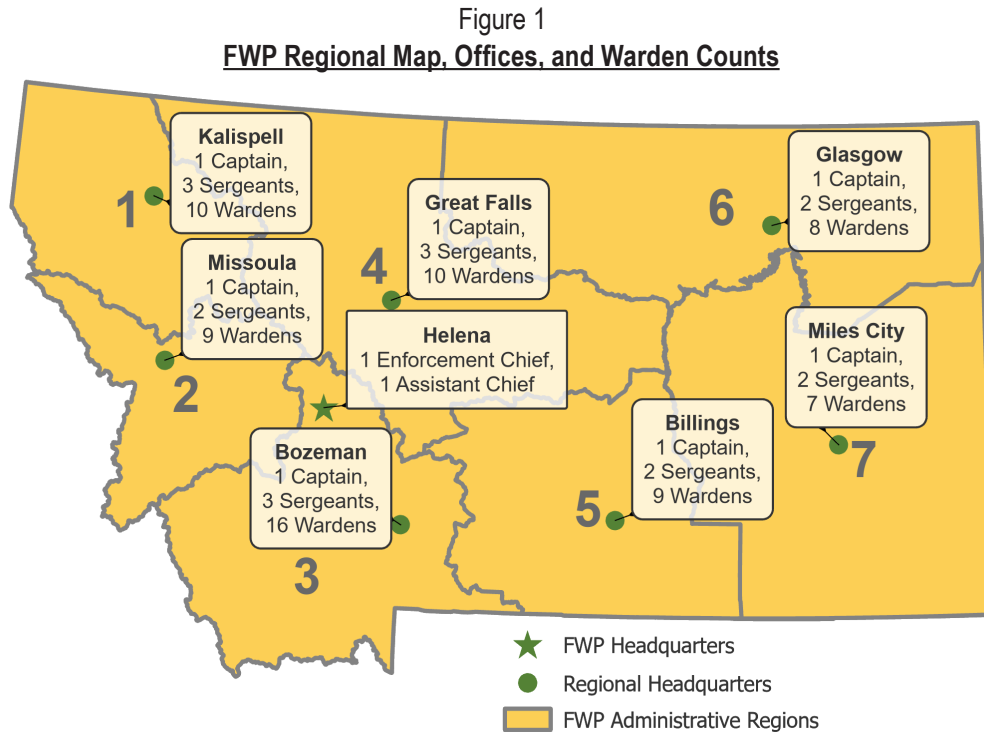 Figure 1
FWP Regional Map, Offices, and Warden Counts
Kalispell
1 Captain,
3 Sergeants,
10 Wardens
1
Missoula
1 Captain,
2 Sergeants,
9 Wardens
2
Great Falls
1 Captain,
3 Sergeants,
10 Wardens
4
Helena
1 Enforcement Chief,
1 Assistant Chief
Bozeman
1 Captain,
3 Sergeants,
16 Wardens
3
Glasgow
1 Captain,
2 Sergeants,
8 Wardens
6
Miles City
1 Captain,
2 Sergeants,
7 Wardens
7
Billings
1 Captain,
2 Sergeants,
9 Wardens
5
FWP Headquarters
Regional Headquarters
FWP Administrative Regions